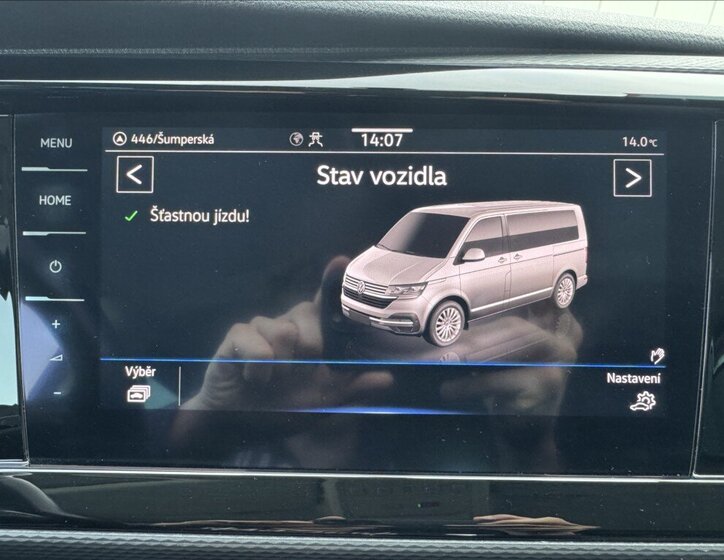 MENU
446/Šumperská
14:07
14.0°C
<
Stav vozidla
>
HOME
Šťastnou jízdu!
+
-
Výběr
Nastavení